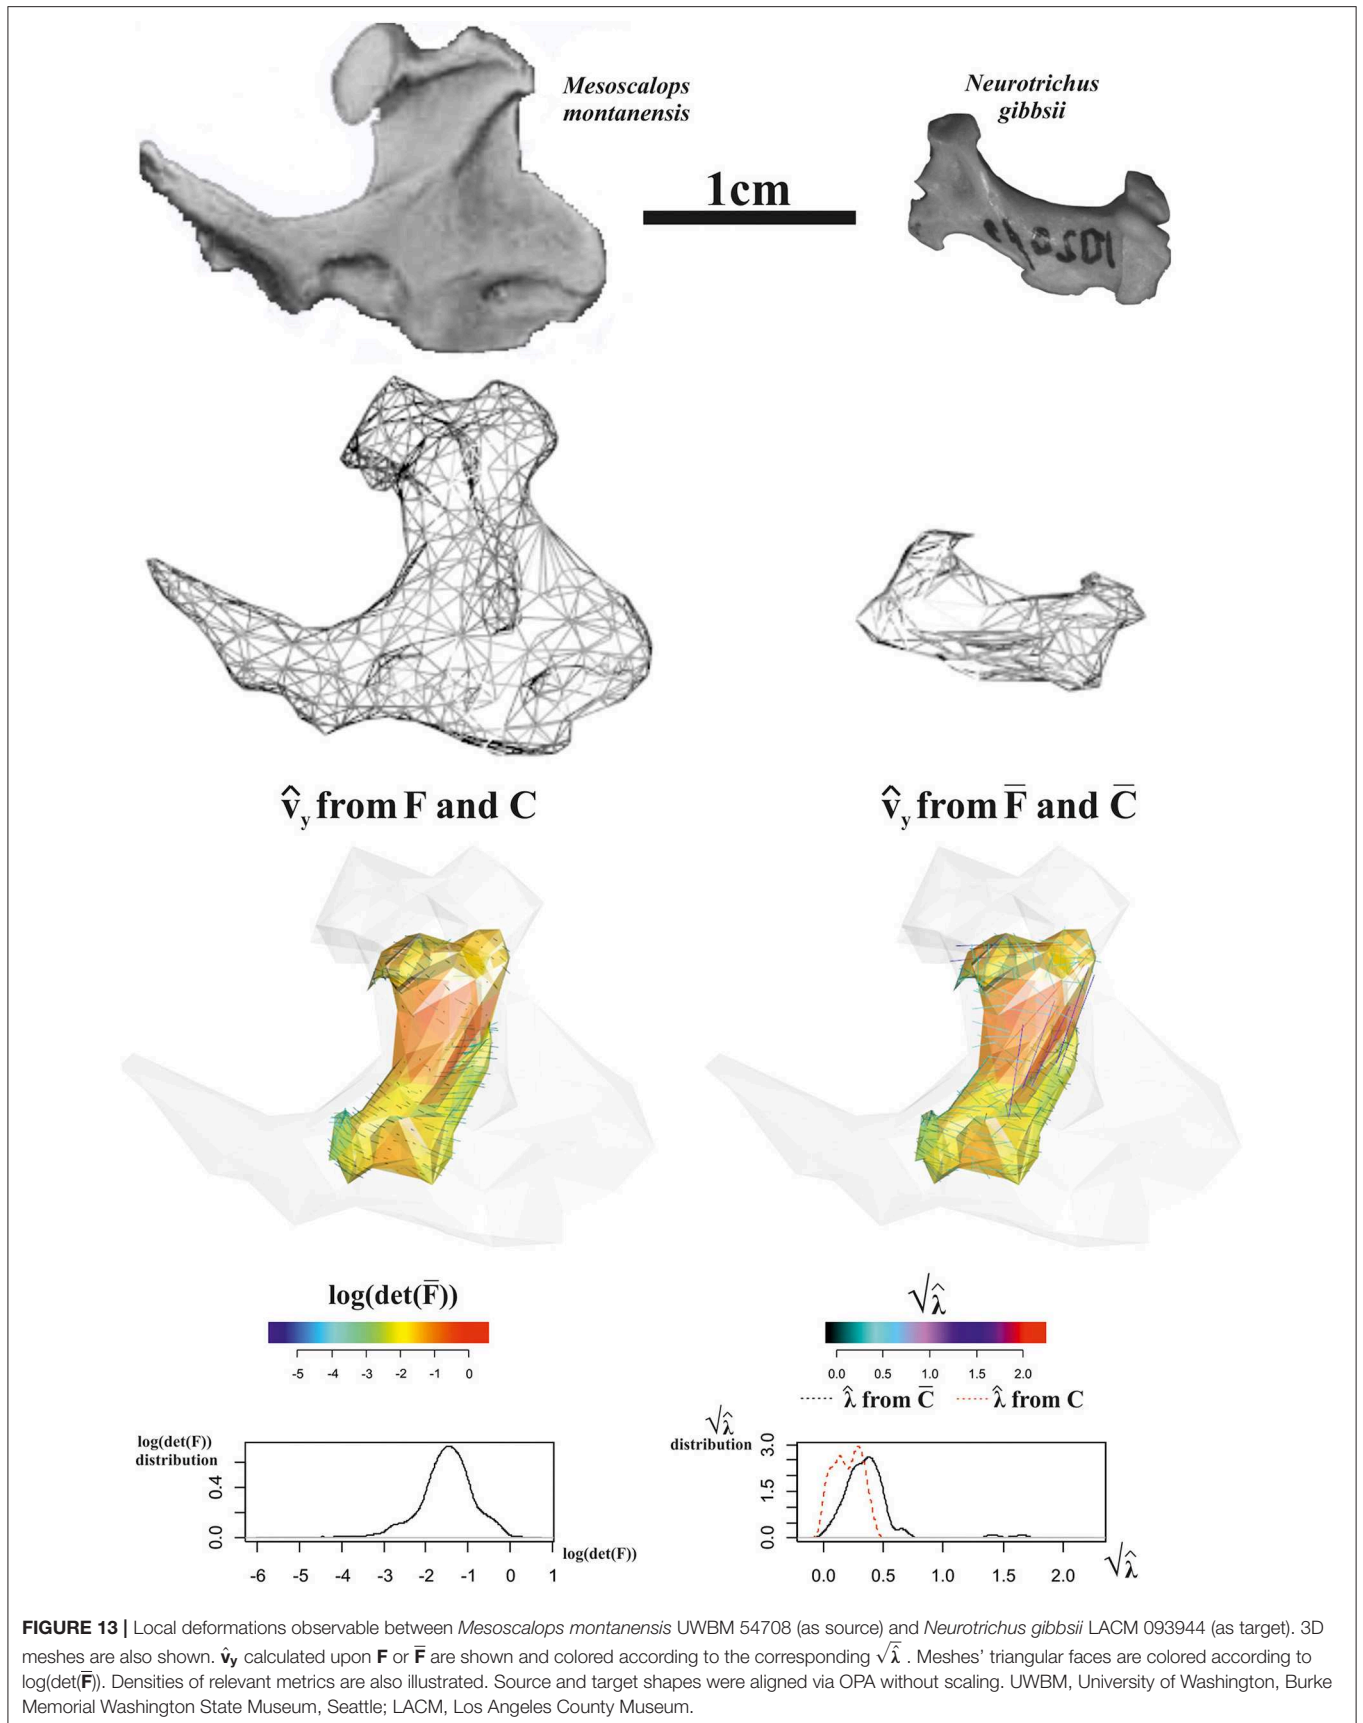 Mesoscalops
montanensis
Neurotrichus
gibbsii
1cm
v̂y from F and C
v̂y from F̅ and C̅
log(det(F̅))
-5 -4 -3 -2 -1 0
√λ̂
0.0 0.5 1.0 1.5 2.0
λ̂ from C̅ λ̂ from C
log(det(F))
distribution
0.0 0.4
-6 -5 -4 -3 -2 -1 0 1
log(det(F))
√λ̂
distribution
0.0 1.5 3.0
0.0 0.5 1.0 1.5 2.0
√λ̂
FIGURE 13 | Local deformations observable between Mesoscalops montanensis UWBM 54708 (as source) and Neurotrichus gibbsii LACM 093944 (as target). 3D
meshes are also shown. v̂y calculated upon F or F̅ are shown and colored according to the corresponding √λ̂ . Meshes' triangular faces are colored according to
log(det(F̅)). Densities of relevant metrics are also illustrated. Source and target shapes were aligned via OPA without scaling. UWBM, University of Washington, Burke
Memorial Washington State Museum, Seattle; LACM, Los Angeles County Museum.